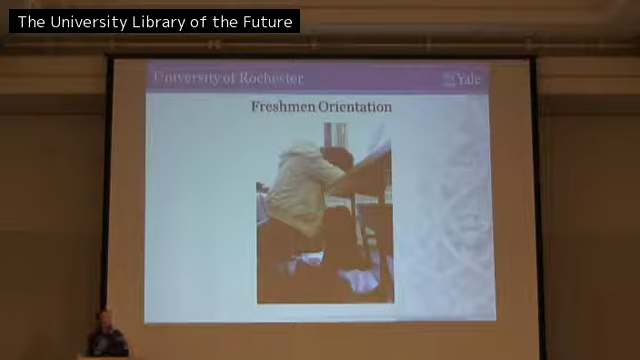 The University Library of the Future
University of Rochester
Yale
Freshmen Orientation